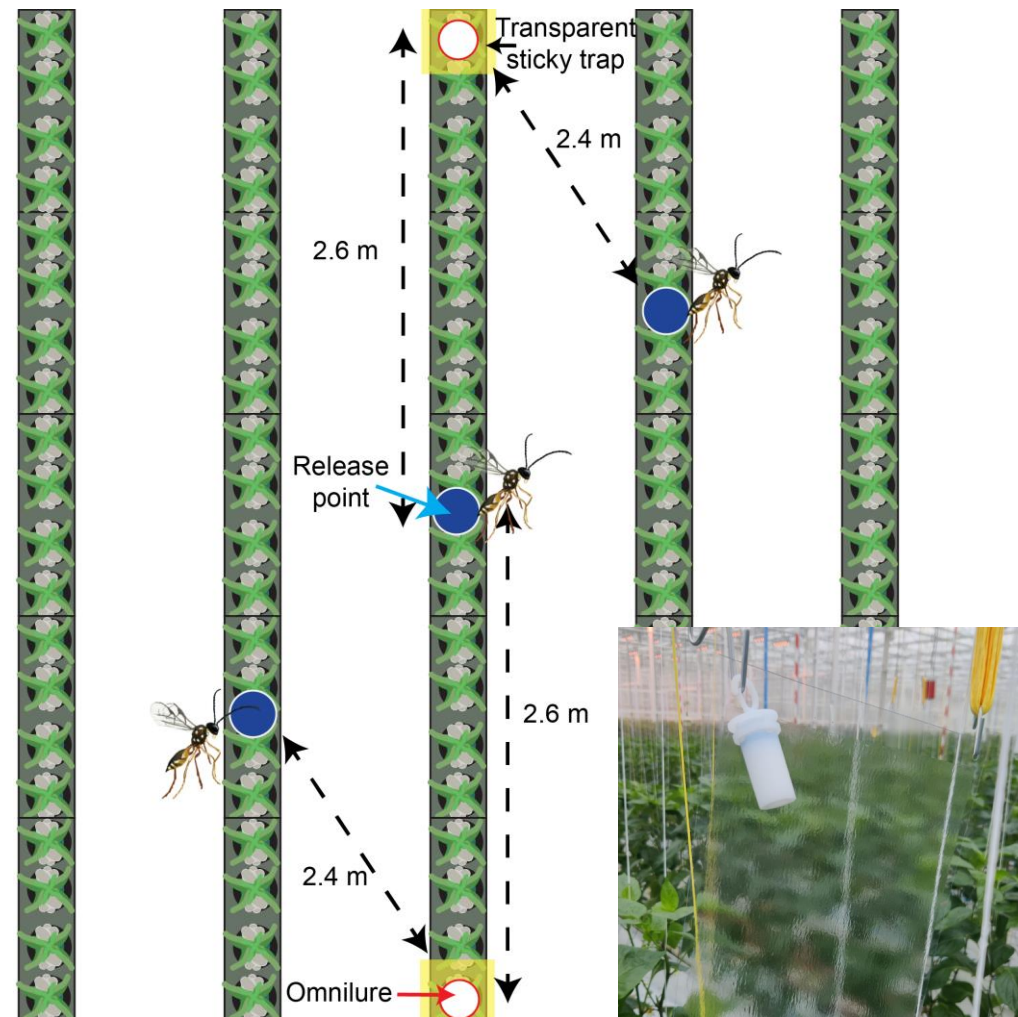 Transparent
sticky trap
2.4 m
2.6 m
Release
point
2.6 m
2.4 m
Omnilure